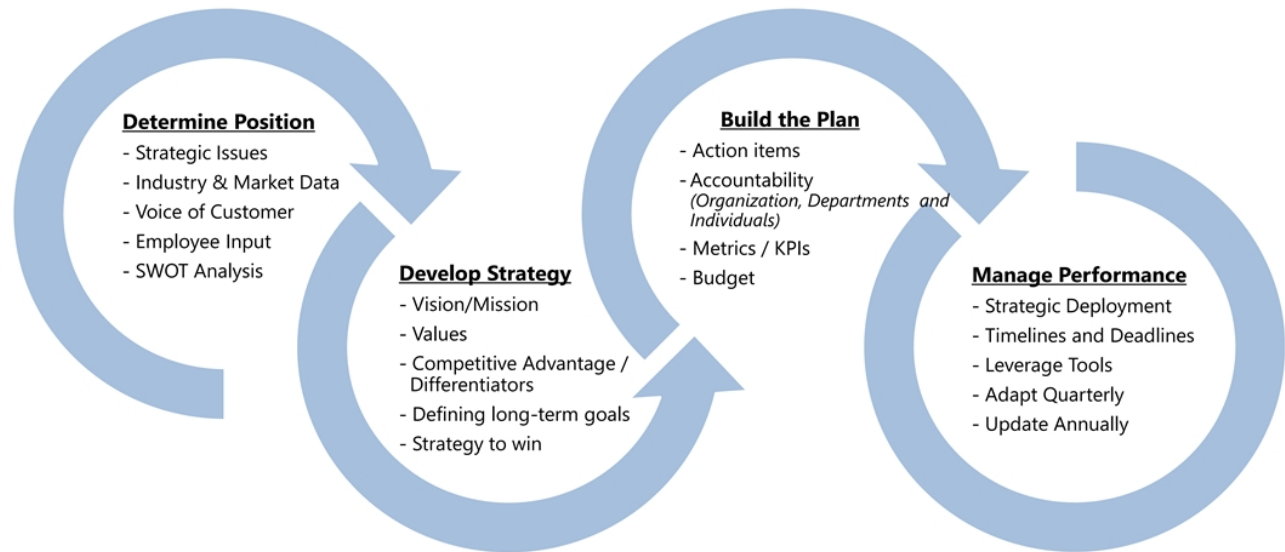 Determine Position
- Strategic Issues
- Industry & Market Data
- Voice of Customer
- Employee Input
- SWOT Analysis
Develop Strategy
- Vision/Mission
- Values
- Competitive Advantage /
Differentiators
- Defining long-term goals
- Strategy to win
Build the Plan
- Action items
- Accountability
(Organization, Departments and
Individuals)
- Metrics / KPIs
- Budget
Manage Performance
- Strategic Deployment
- Timelines and Deadlines
- Leverage Tools
- Adapt Quarterly
- Update Annually